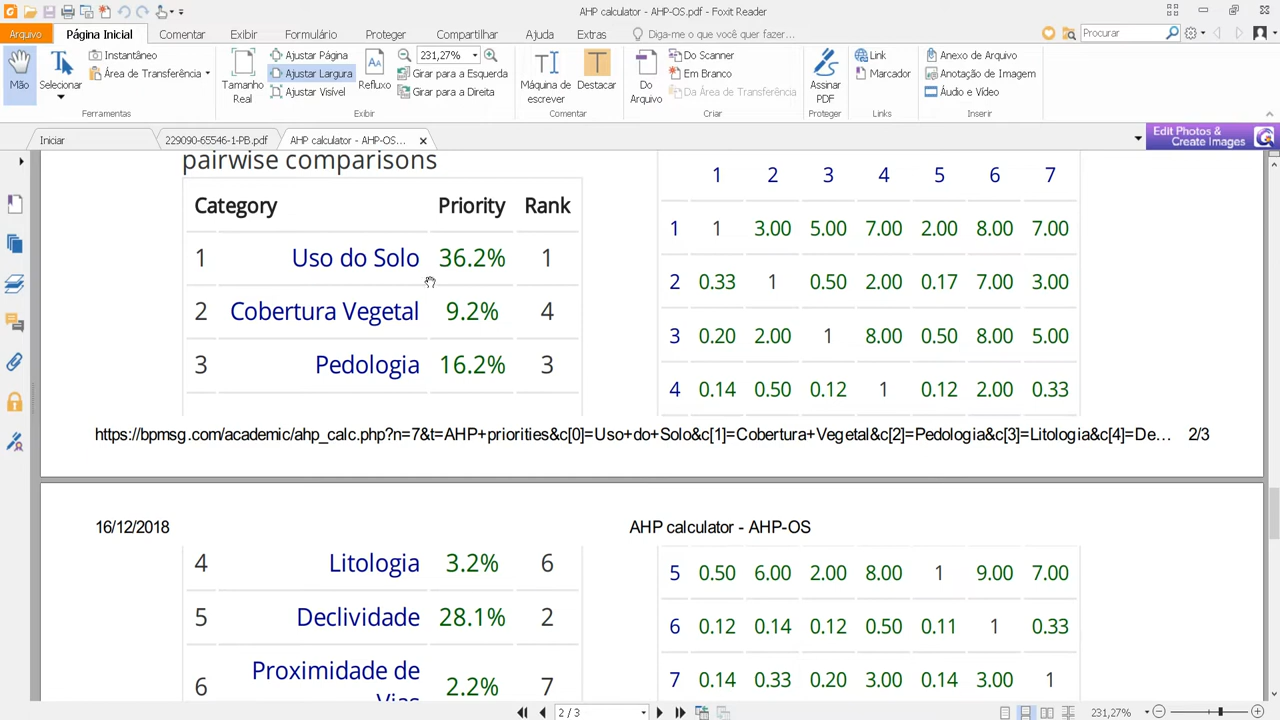 AHP calculator - AHP-OS.pdf - Foxit Reader
Arquivo Página Inicial Comentar Exibir Formulário Proteger Compartilhar Ajuda Extras Diga-me o que você quer fazer... Procurar
Mão
Selecionar
Instantâneo
Área de Transferência
Ferramentas
Tamanho Real
Ajustar Página
Ajustar Largura
Ajustar Visível
Refluxo
231,27%
Girar para a Esquerda
Girar para a Direita
Exibir
Máquina de escrever
Destacar
Comentar
Do Arquivo
Do Scanner
Em Branco
Da Área de Transferência
Criar
Assinar PDF
Proteger
Link
Marcador
Links
Anexo de Arquivo
Anotação de Imagem
Áudio e Vídeo
Inserir
Iniciar 229090-65546-1-PB.pdf AHP calculator - AHP-OS...
Edit Photos & Create Images
pairwise comparisons
Category Priority Rank
1 Uso do Solo 36.2% 1
2 Cobertura Vegetal 9.2% 4
3 Pedologia 16.2% 3
1 2 3 4 5 6 7
1 1 3.00 5.00 7.00 2.00 8.00 7.00
2 0.33 1 0.50 2.00 0.17 7.00 3.00
3 0.20 2.00 1 8.00 0.50 8.00 5.00
4 0.14 0.50 0.12 1 0.12 2.00 0.33
https://bpmsg.com/academic/ahp_calc.php?n=7&t=AHP+priorities&c[0]=Uso+do+Solo&c[1]=Cobertura+Vegetal&c[2]=Pedologia&c[3]=Litologia&c[4]=De... 2/3
16/12/2018 AHP calculator - AHP-OS
4 Litologia 3.2% 6
5 Declividade 28.1% 2
6 Proximidade de Vias 2.2% 7
5 0.50 6.00 2.00 8.00 1 9.00 7.00
6 0.12 0.14 0.12 0.50 0.11 1 0.33
7 0.14 0.33 0.20 3.00 0.14 3.00 1
2 / 3 231,27%